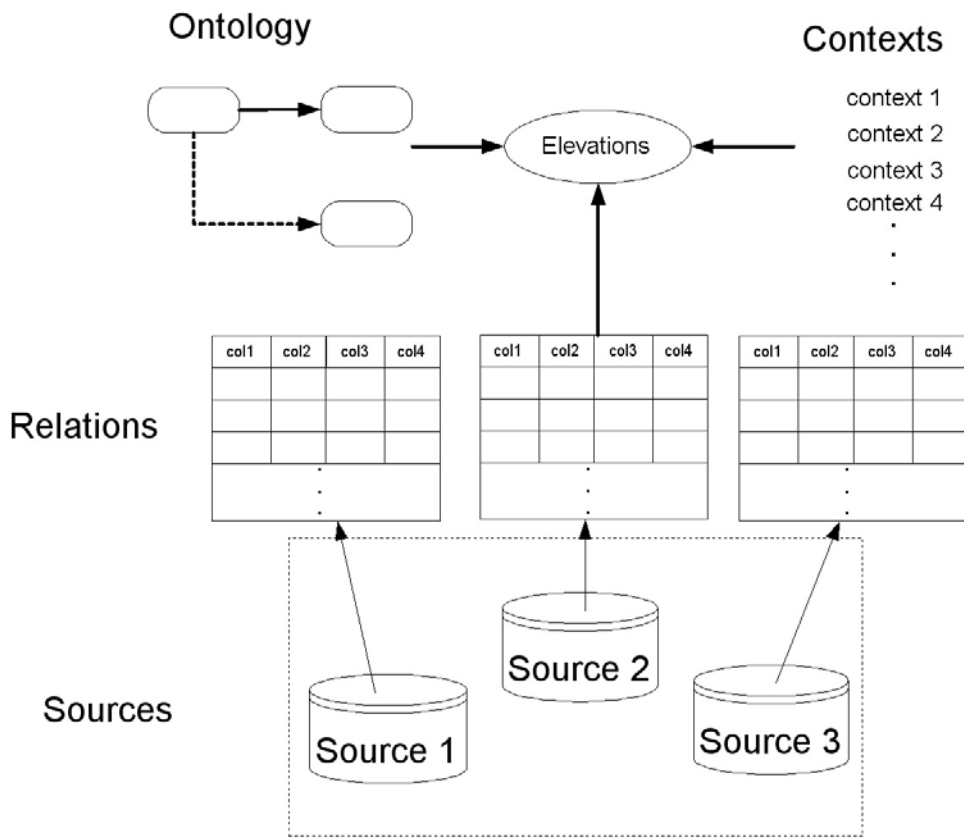 Ontology
Contexts
context 1
context 2
context 3
context 4
Elevations
col1 col2 col3 col4
col1 col2 col3 col4
col1 col2 col3 col4
Relations
Sources
Source 1
Source 2
Source 3